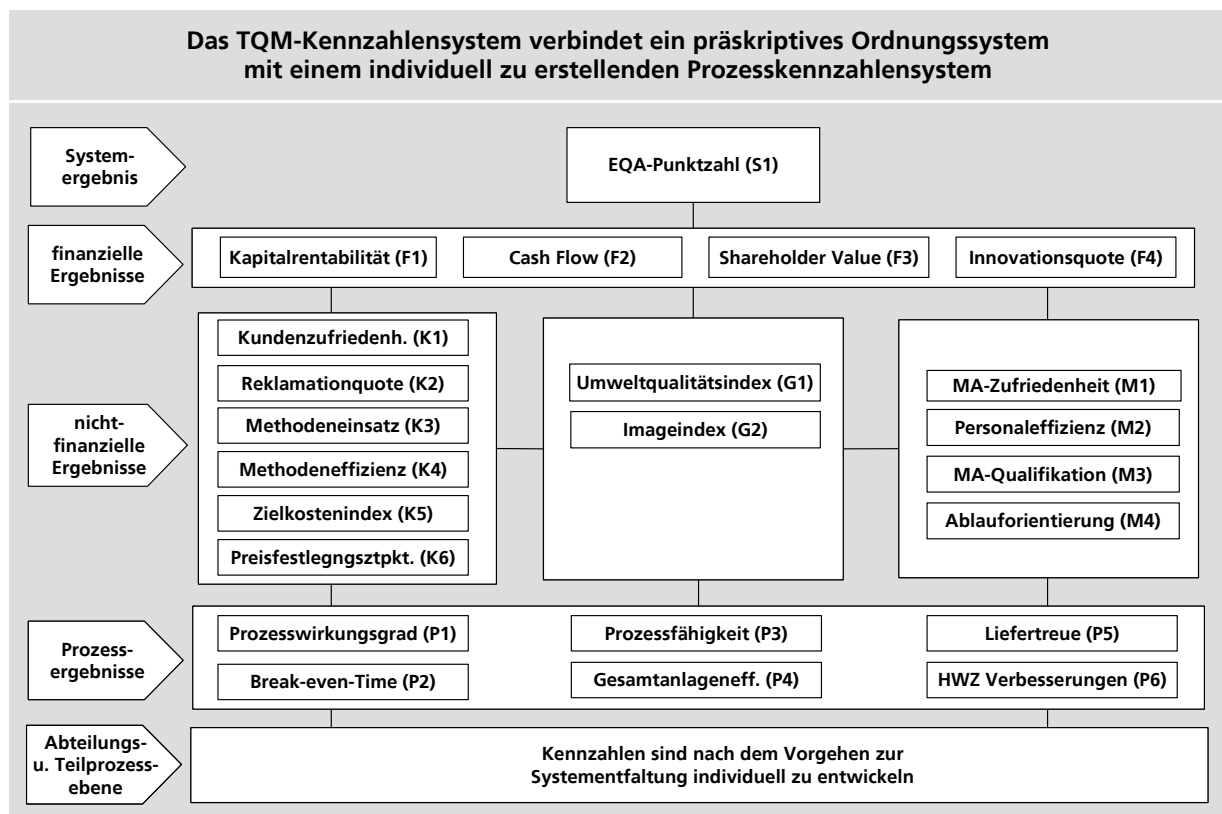 Das TQM-Kennzahlensystem verbindet ein präskriptives Ordnungssystem
mit einem individuell zu erstellenden Prozesskennzahlensystem
System-
ergebnis
EQA-Punktzahl (S1)
finanzielle
Ergebnisse
Kapitalrentabilität (F1)
Cash Flow (F2)
Shareholder Value (F3)
Innovationsquote (F4)
nicht-
finanzielle
Ergebnisse
Kundenzufriedenh. (K1)
Reklamationquote (K2)
Methodeneinsatz (K3)
Methodeneffizienz (K4)
Zielkostenindex (K5)
Preisfestlegngsztpkt. (K6)
Umweltqualitätsindex (G1)
Imageindex (G2)
MA-Zufriedenheit (M1)
Personaleffizienz (M2)
MA-Qualifikation (M3)
Ablauforientierung (M4)
Prozess-
ergebnisse
Prozesswirkungsgrad (P1)
Break-even-Time (P2)
Prozessfähigkeit (P3)
Gesamtanlageneff. (P4)
Liefertreue (P5)
HWZ Verbesserungen (P6)
Abteilungs-
u. Teilprozess-
ebene
Kennzahlen sind nach dem Vorgehen zur
Systementfaltung individuell zu entwickeln